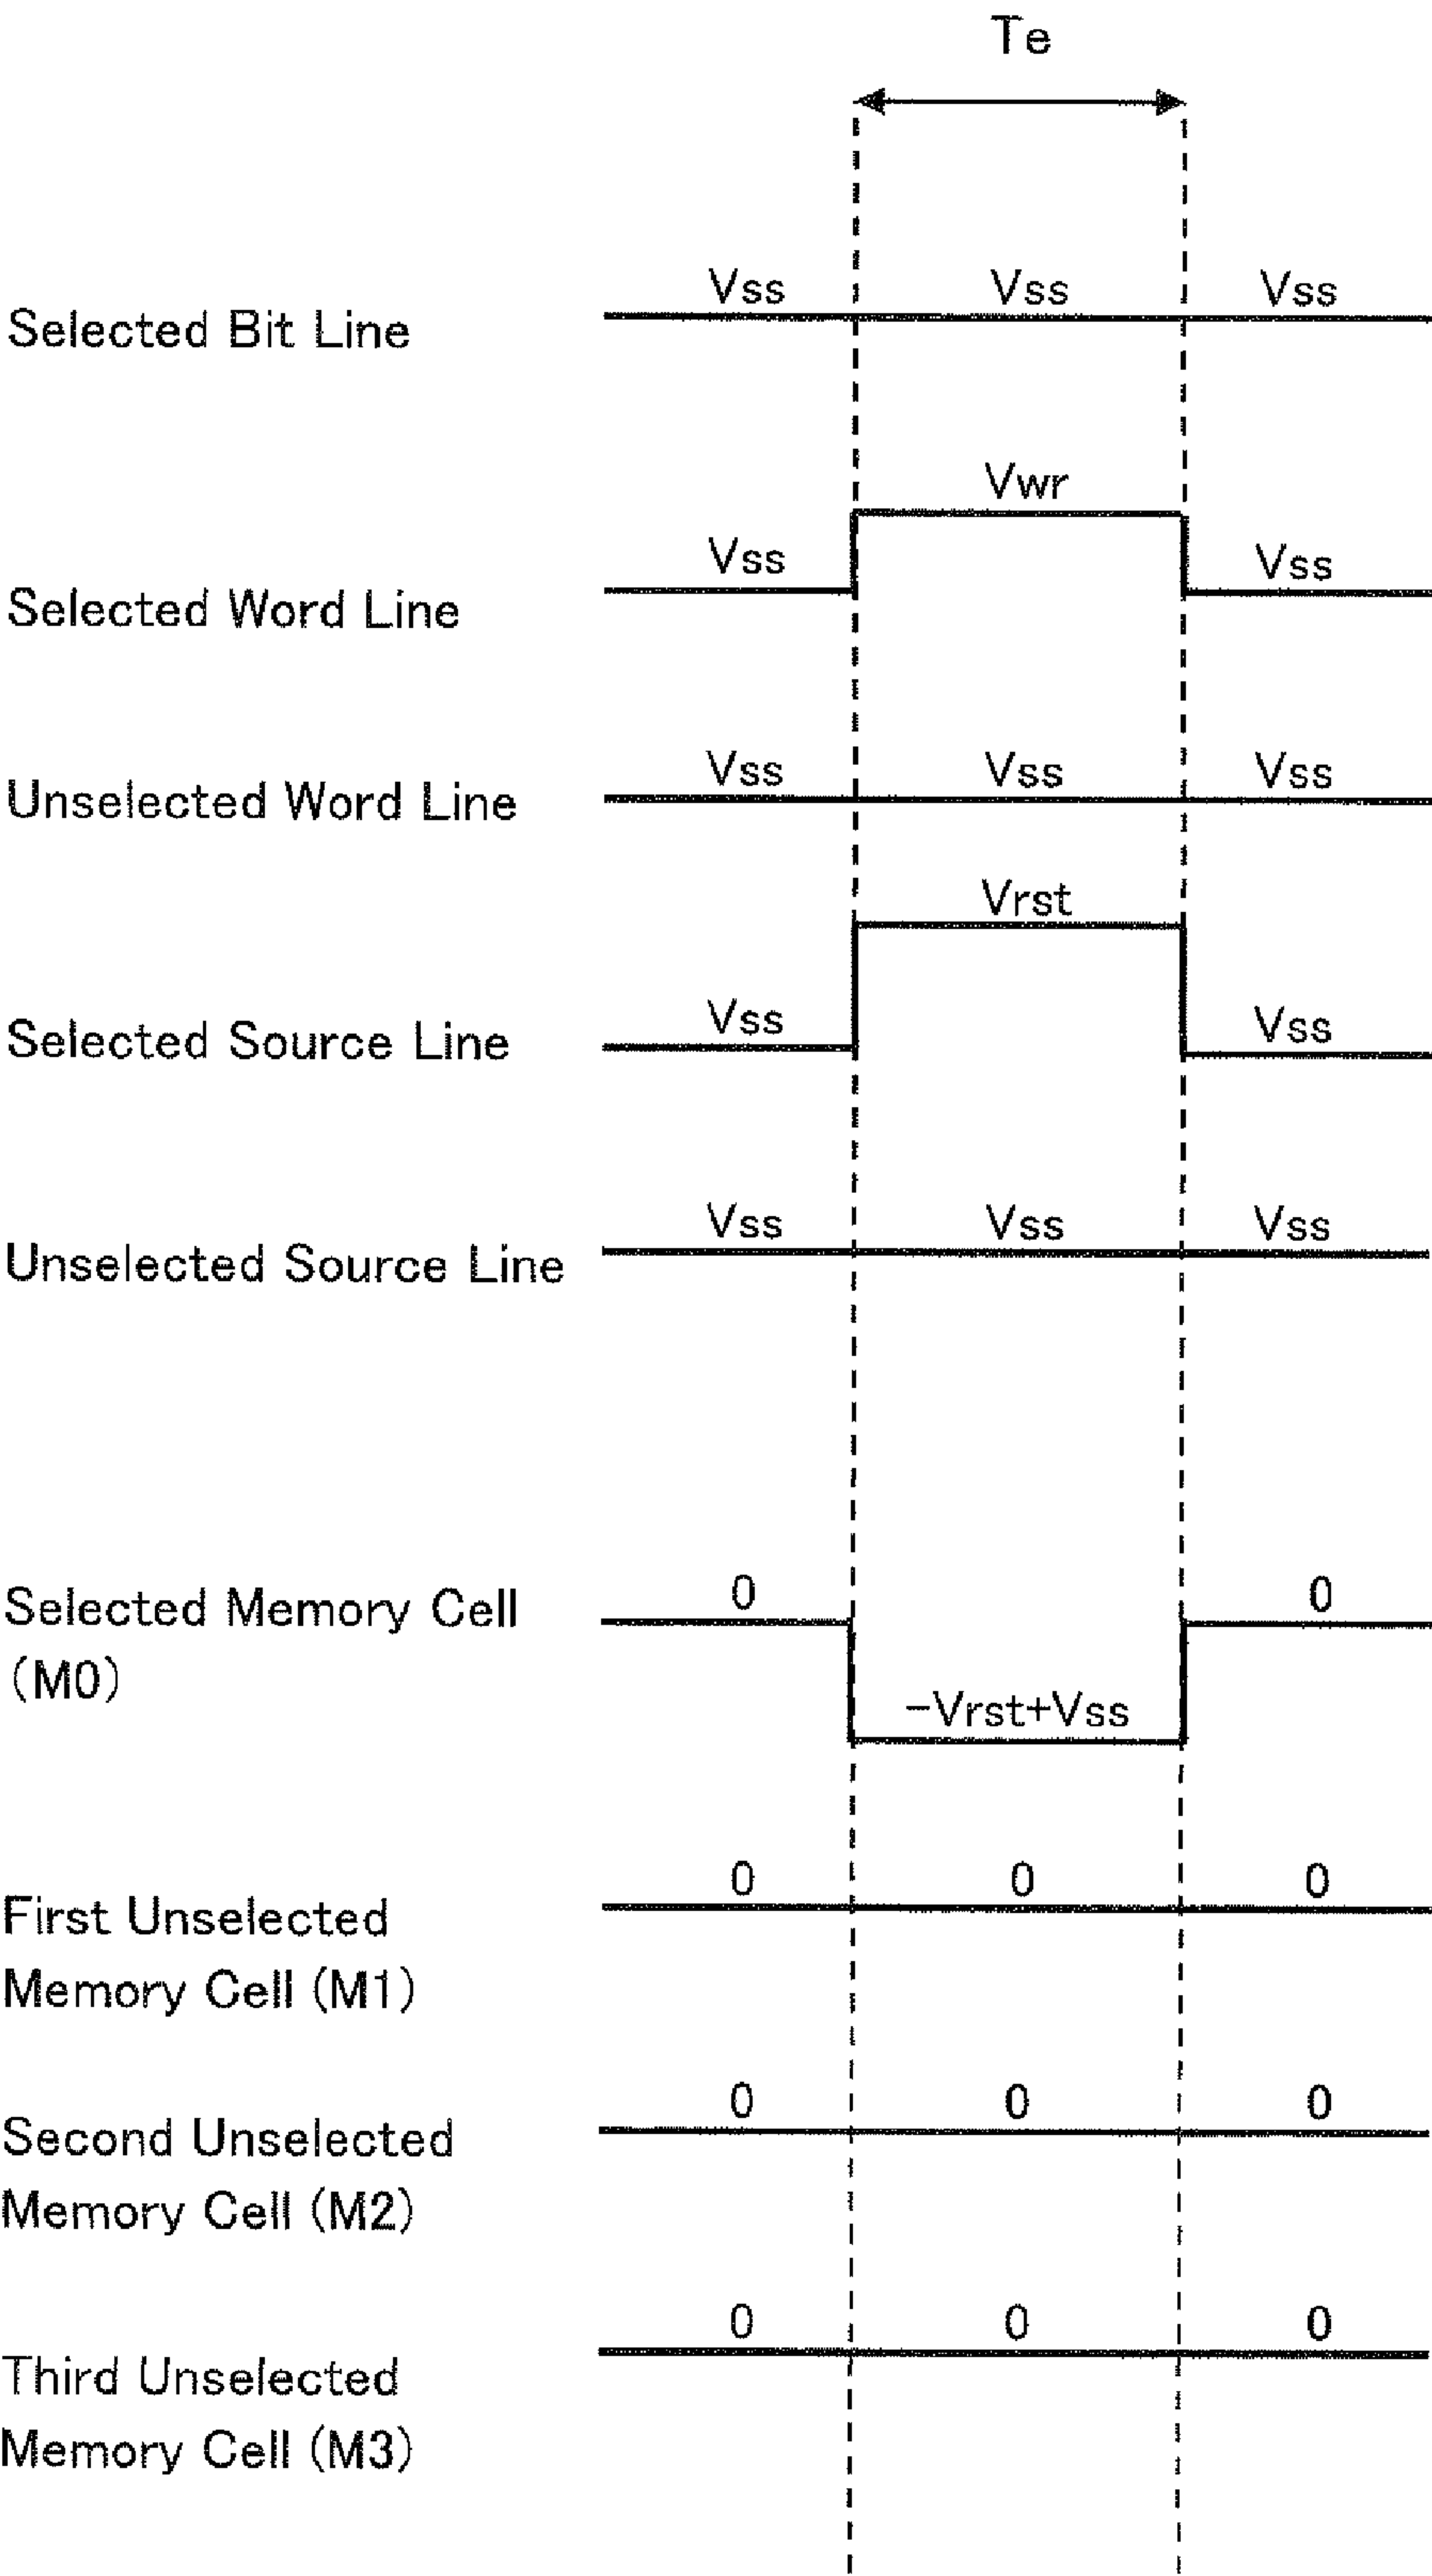 Te
Vss Vss Vss
Selected Bit Line
Vwr
Vss Vss
Selected Word Line
Vss Vss Vss
Unselected Word Line
Vrst
Vss Vss
Selected Source Line
Vss Vss Vss
Unselected Source Line
0 0
Selected Memory Cell
(M0)
-Vrst+Vss
0 0 0
First Unselected
Memory Cell (M1)
0 0 0
Second Unselected
Memory Cell (M2)
0 0 0
Third Unselected
Memory Cell (M3)